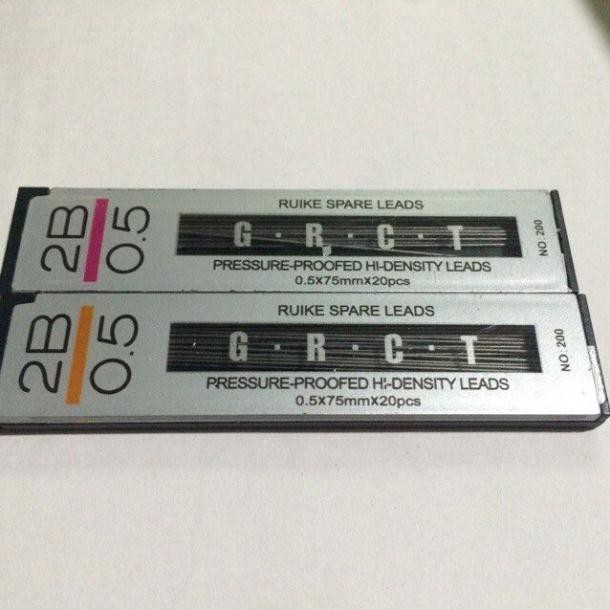 2B
0.5
RUIKE SPARE LEADS
G·R·C·T
PRESSURE-PROOFED HI-DENSITY LEADS
0.5X75mmX20pcs
NO:200
2B
0.5
RUIKE SPARE LEADS
G·R·C·T
PRESSURE-PROOFED HI-DENSITY LEADS
0.5X75mmX20pcs
NO:200